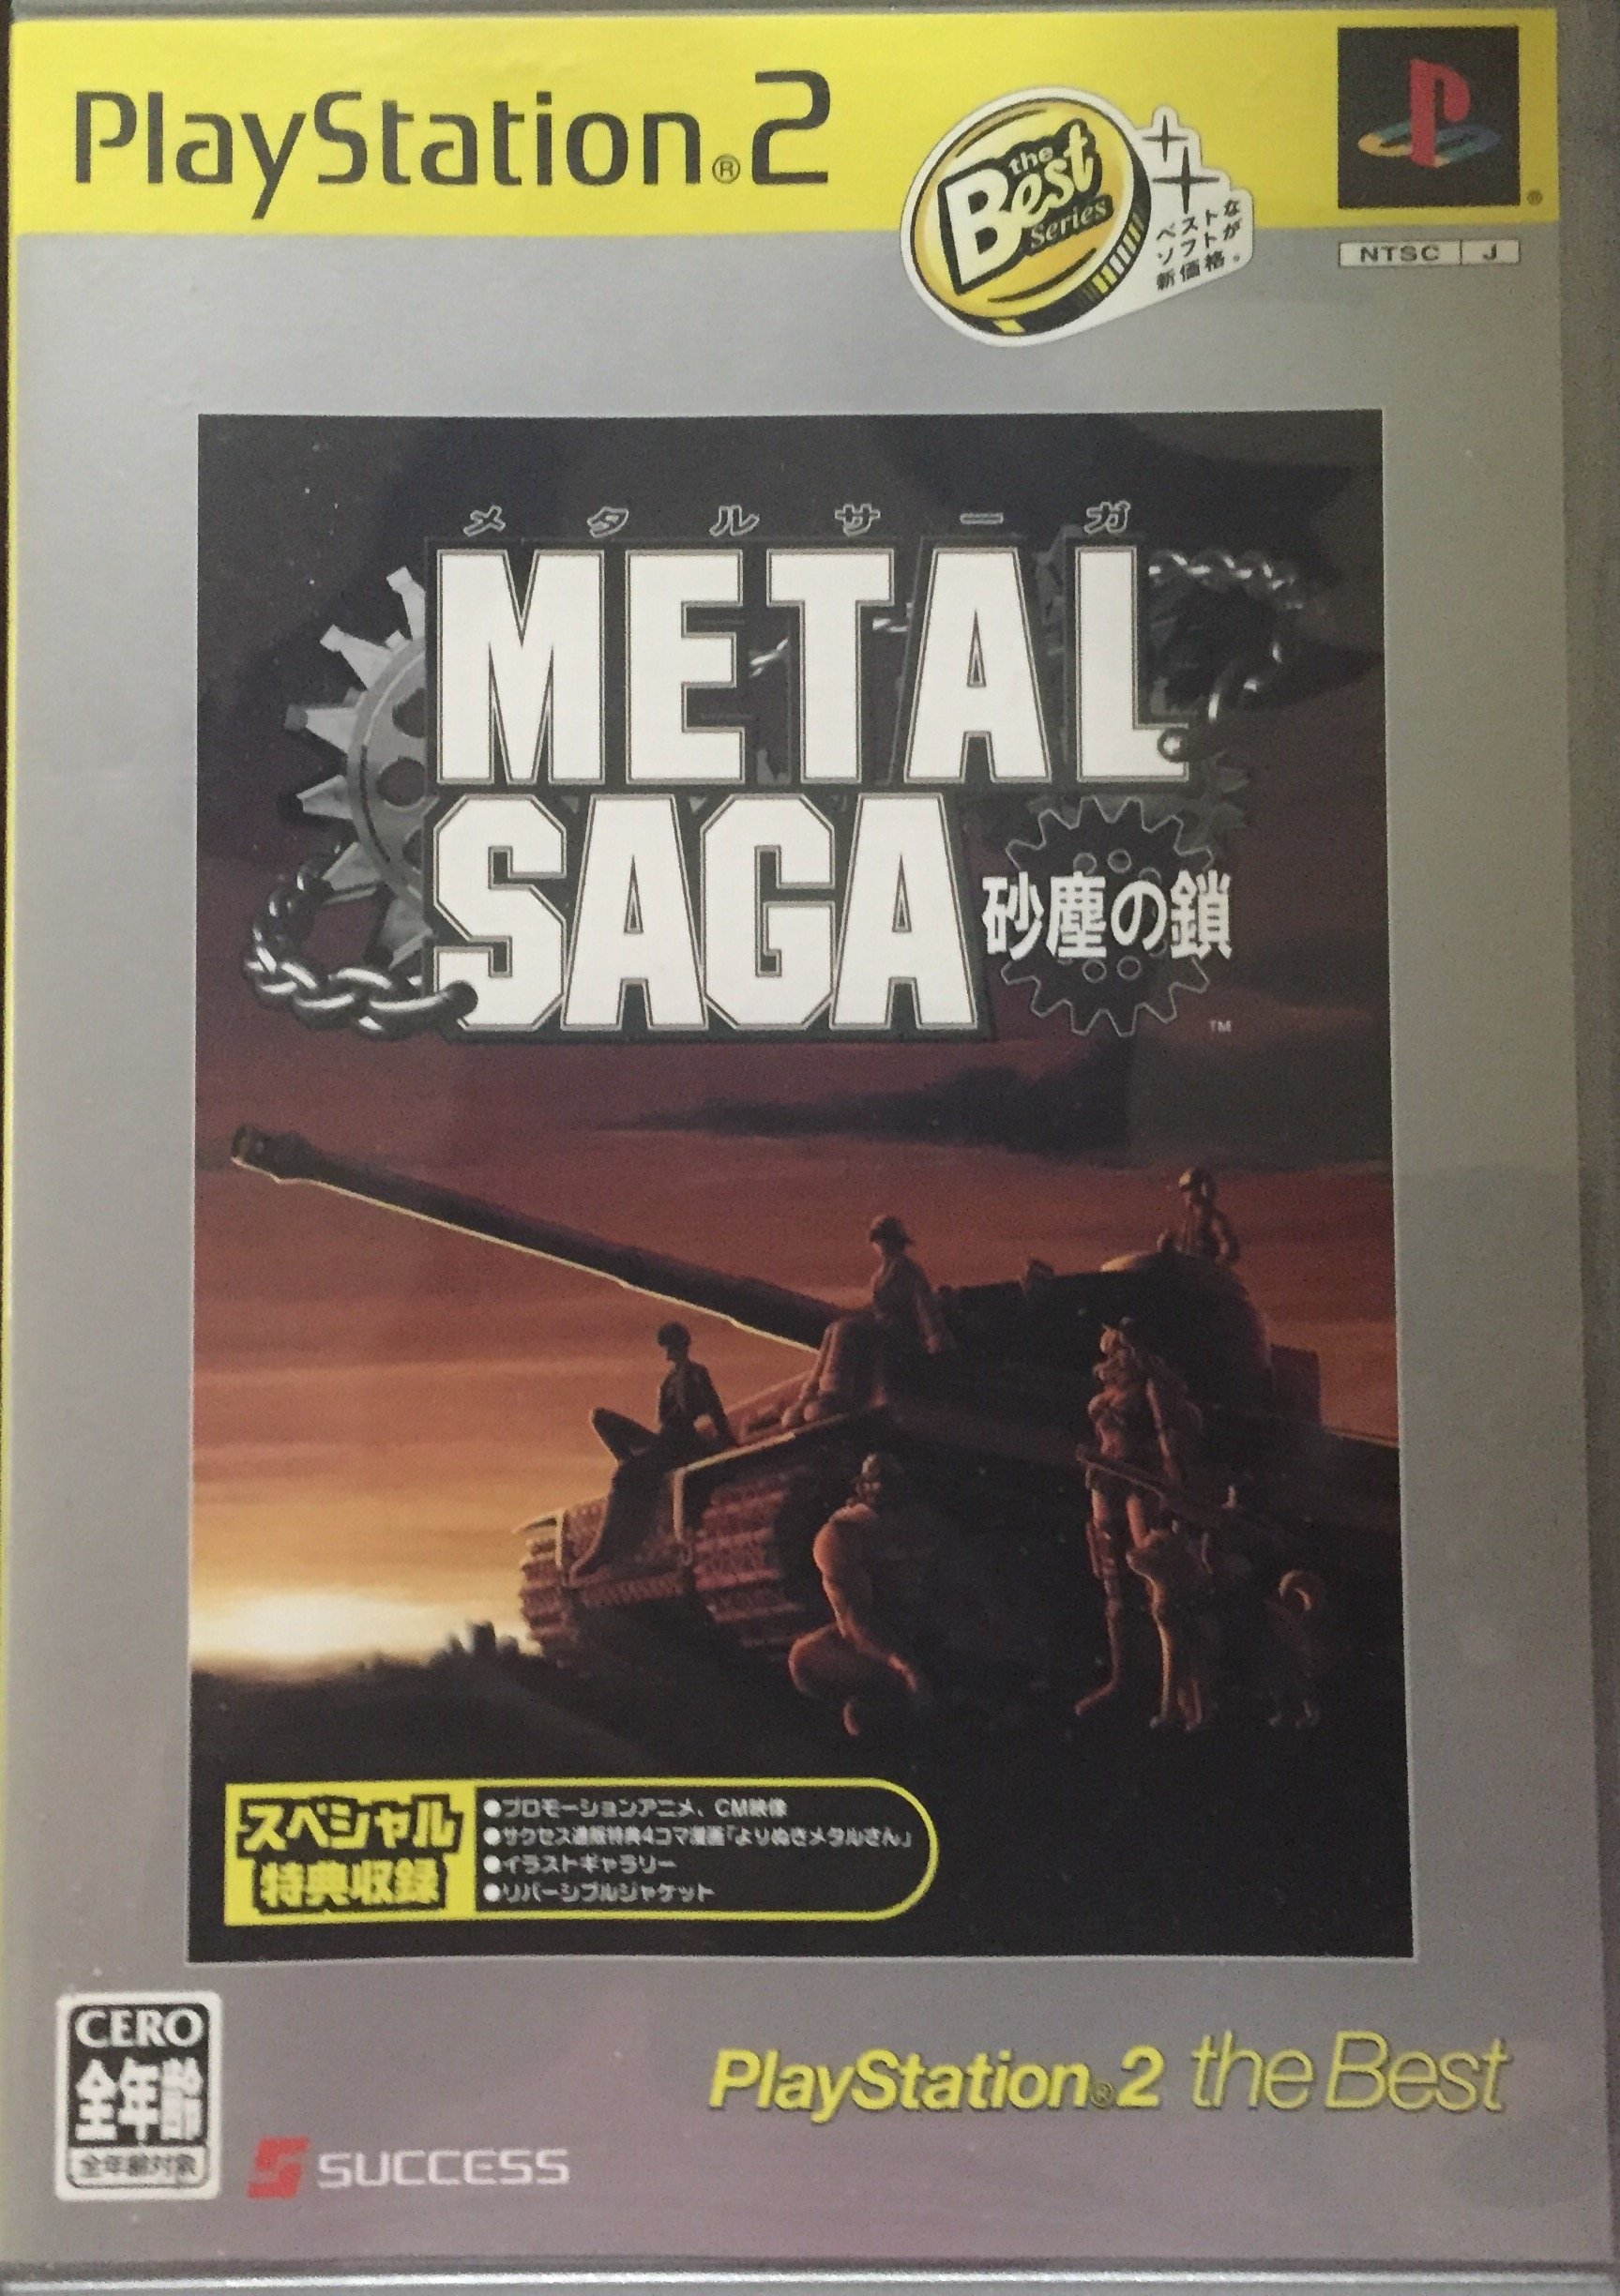 PlayStation®2
the
Best
Series
ベストな
ソフトが
新価格。
®
NTSC J
メタルサーガ
METAL
SAGA
砂塵の鎖
TM
スペシャル
特典収録
●プロモーションアニメ、CM映像
●サクセス通販特典4コマ漫画「よりぬきメタルさん」
●イラストギャラリー
●リバーシブルジャケット
CERO
全年齢
全年齢対象
SUCCESS
PlayStation®2 the Best